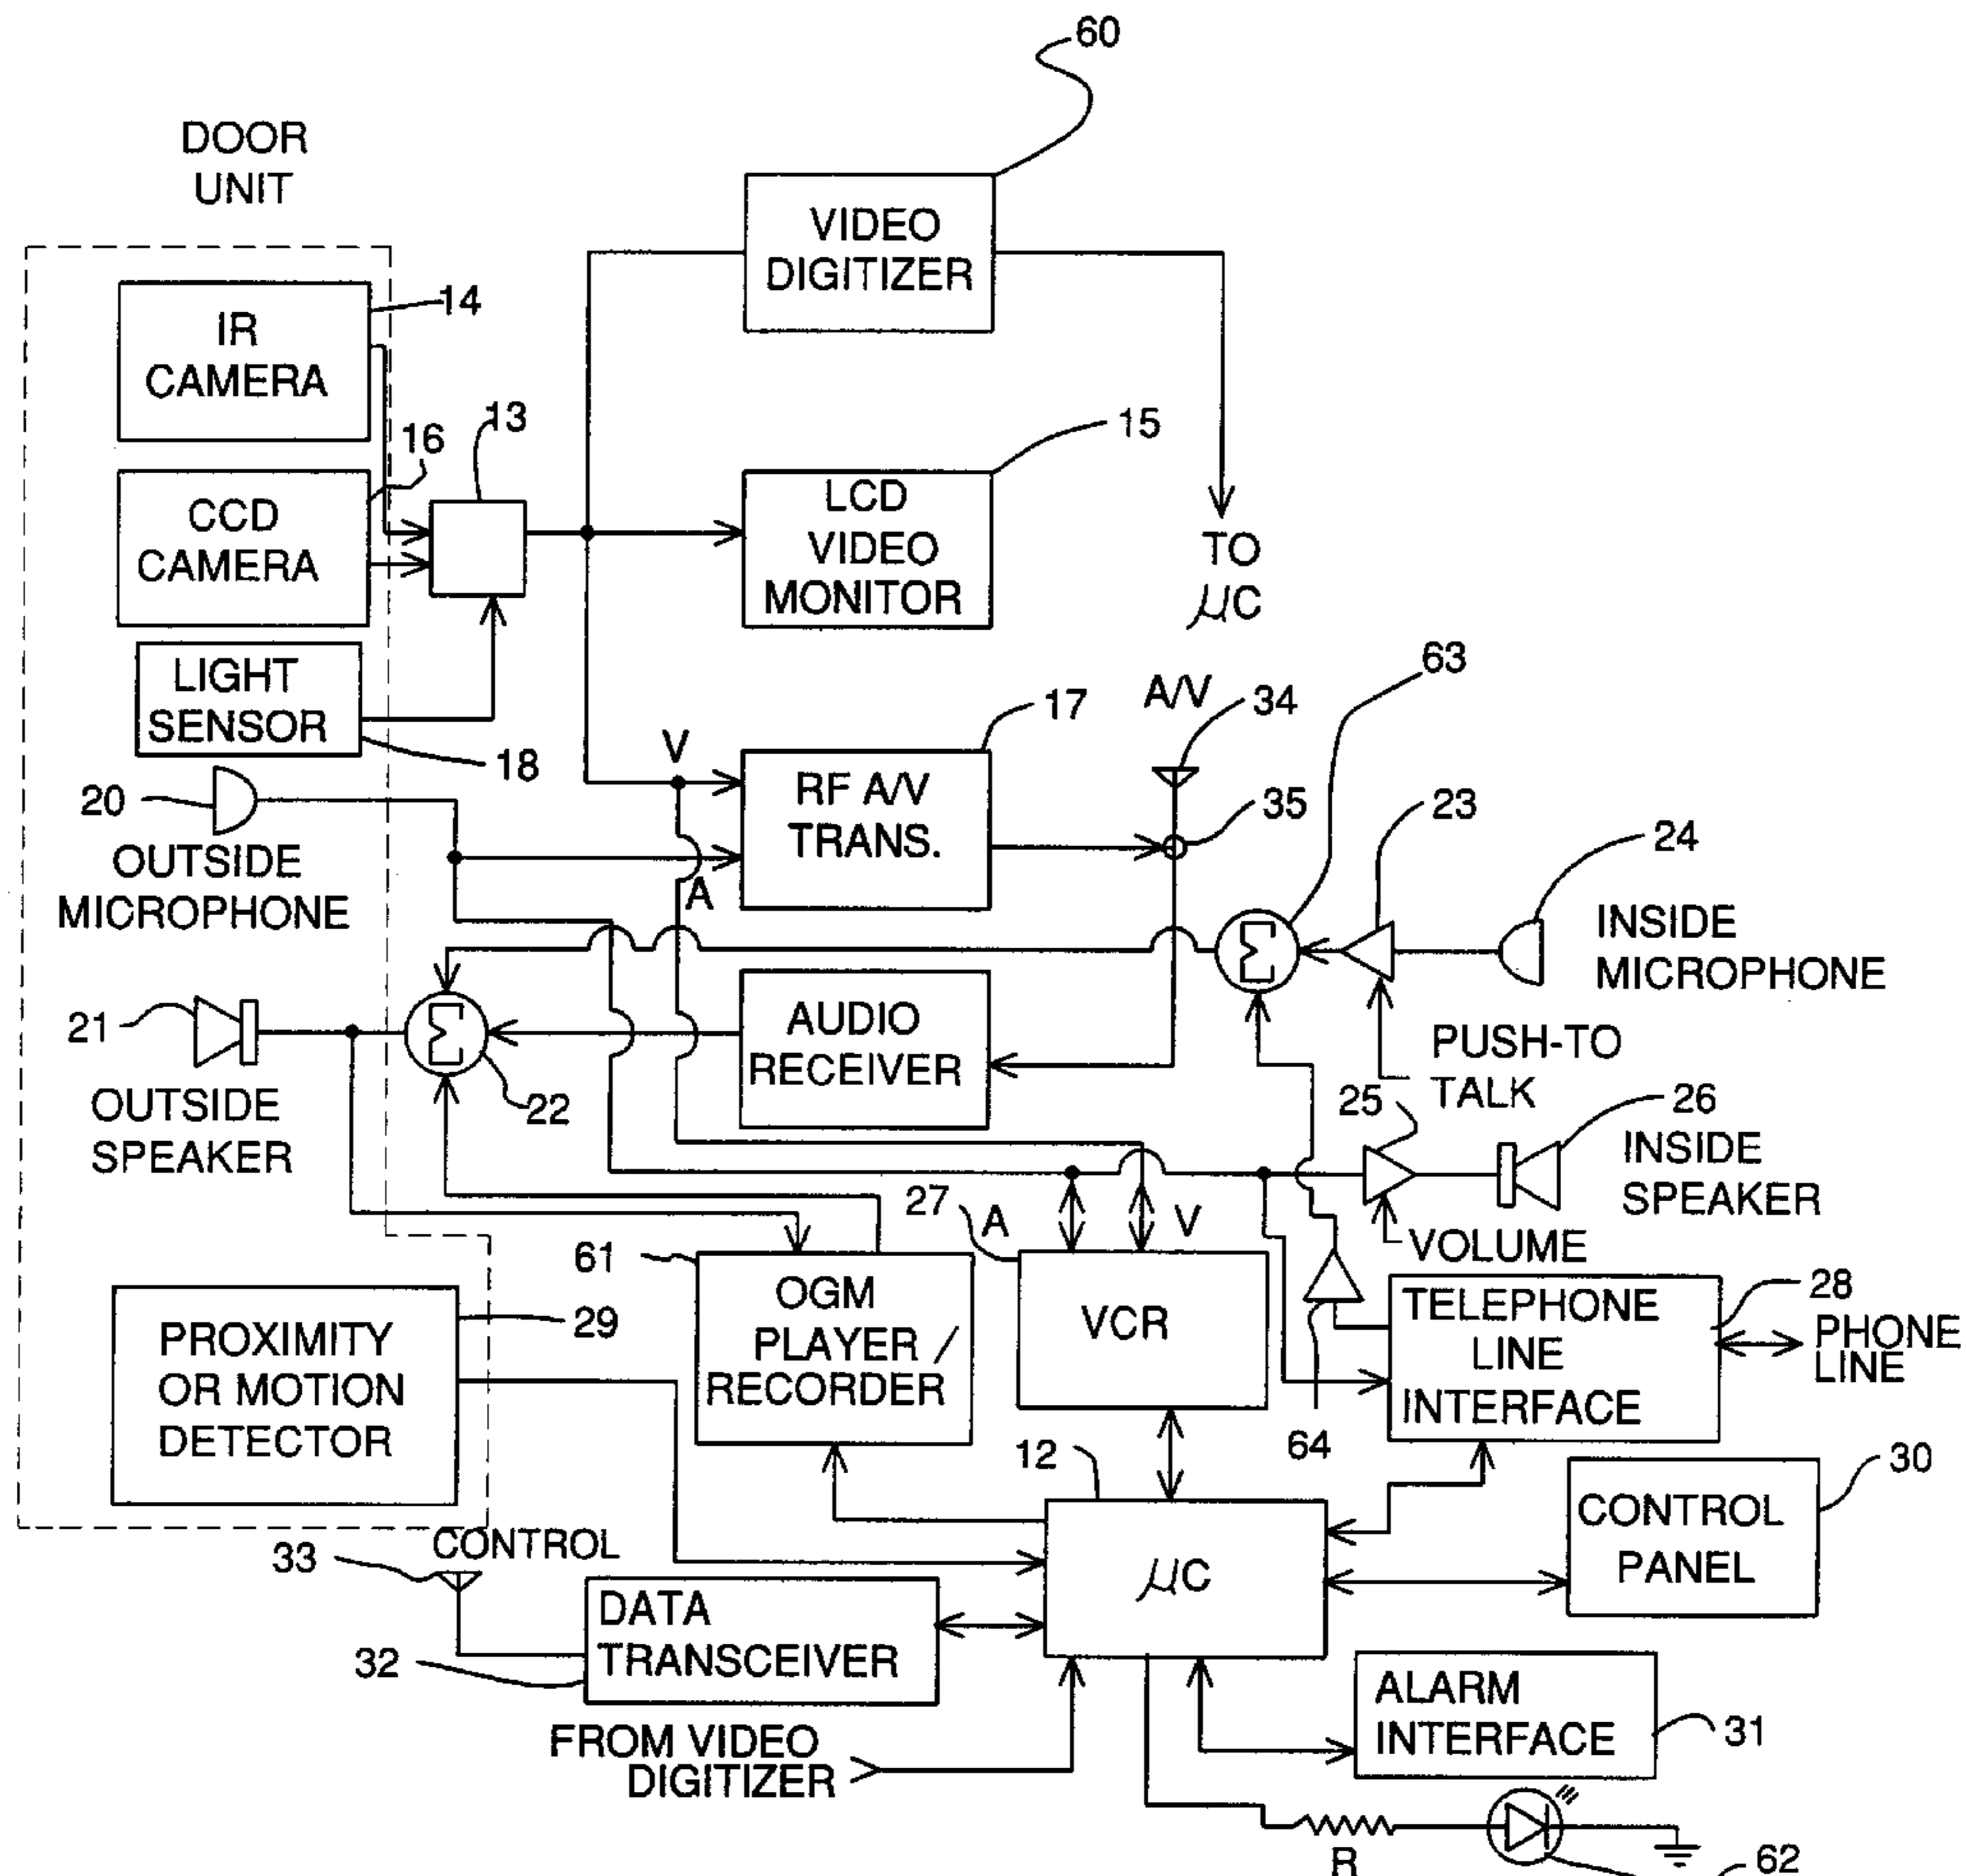 60
DOOR
UNIT
VIDEO
DIGITIZER
14
IR
CAMERA
13
15
16
CCD
CAMERA
LCD
VIDEO
MONITOR
TO
μC
63
LIGHT
SENSOR
18
17
A/V
34
V
RF A/V
TRANS.
35
23
24
20
OUTSIDE
MICROPHONE
A
INSIDE
MICROPHONE
Σ
21
Σ
AUDIO
RECEIVER
PUSH-TO
TALK
22
25
26
OUTSIDE
SPEAKER
INSIDE
SPEAKER
27
A
V
VOLUME
61
OGM
PLAYER/
RECORDER
VCR
TELEPHONE
LINE
INTERFACE
28
PHONE
LINE
PROXIMITY
OR MOTION
DETECTOR
29
12
64
30
CONTROL
PANEL
33
CONTROL
μC
DATA
TRANSCEIVER
32
ALARM
INTERFACE
31
FROM VIDEO
DIGITIZER
R
62